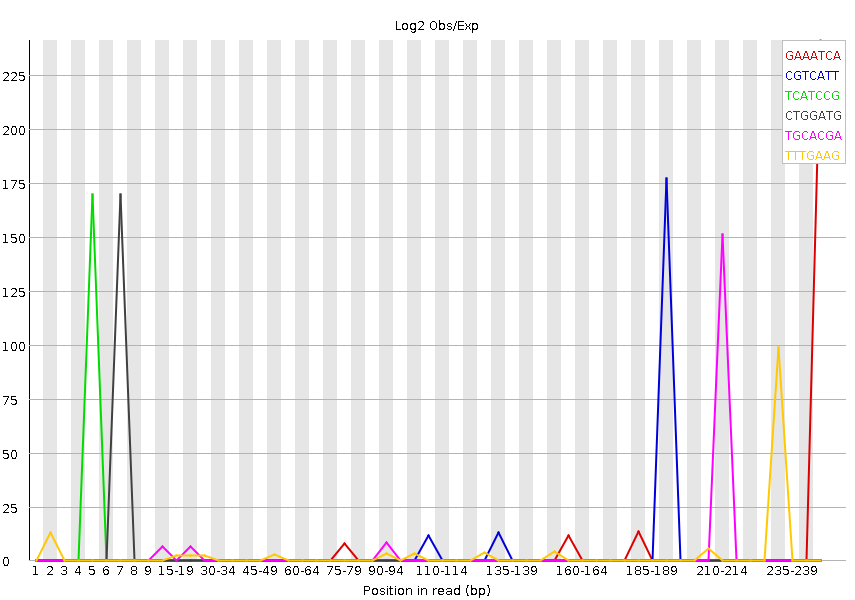 Log2 Obs/Exp
GAAATCA
CGTCATT
TCATCCG
CTGGATG
TGCACGA
TTTGAAG
225
200
175
150
125
100
75
50
25
0
1 2 3 4 5 6 7 8 9 15-19 30-34 45-49 60-64 75-79 90-94 110-114 135-139 160-164 185-189 210-214 235-239
Position in read (bp)